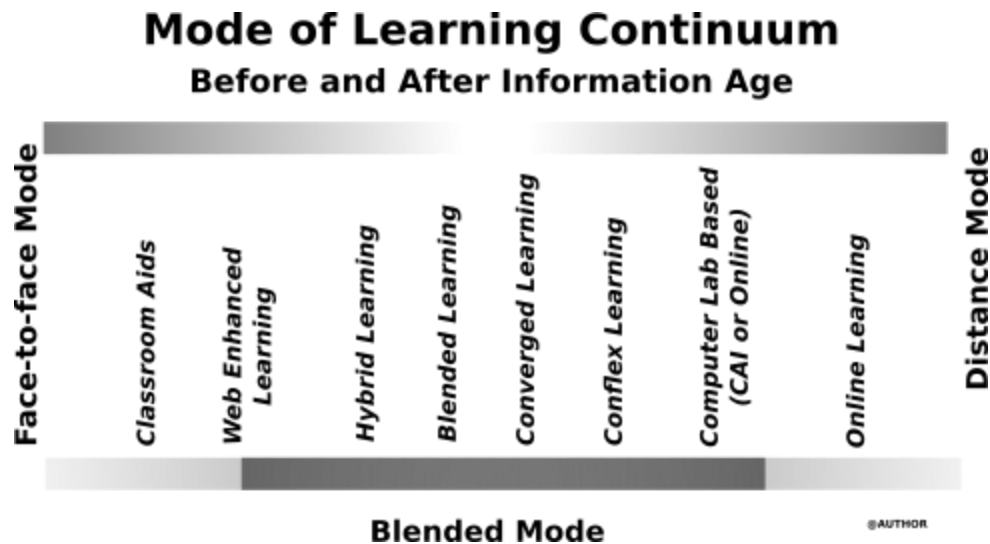 Mode of Learning Continuum
Before and After Information Age
Face-to-face Mode
Classroom Aids
Web Enhanced
Learning
Hybrid Learning
Blended Learning
Converged Learning
Conflex Learning
Computer Lab Based
(CAI or Online)
Online Learning
Distance Mode
Blended Mode
@AUTHOR